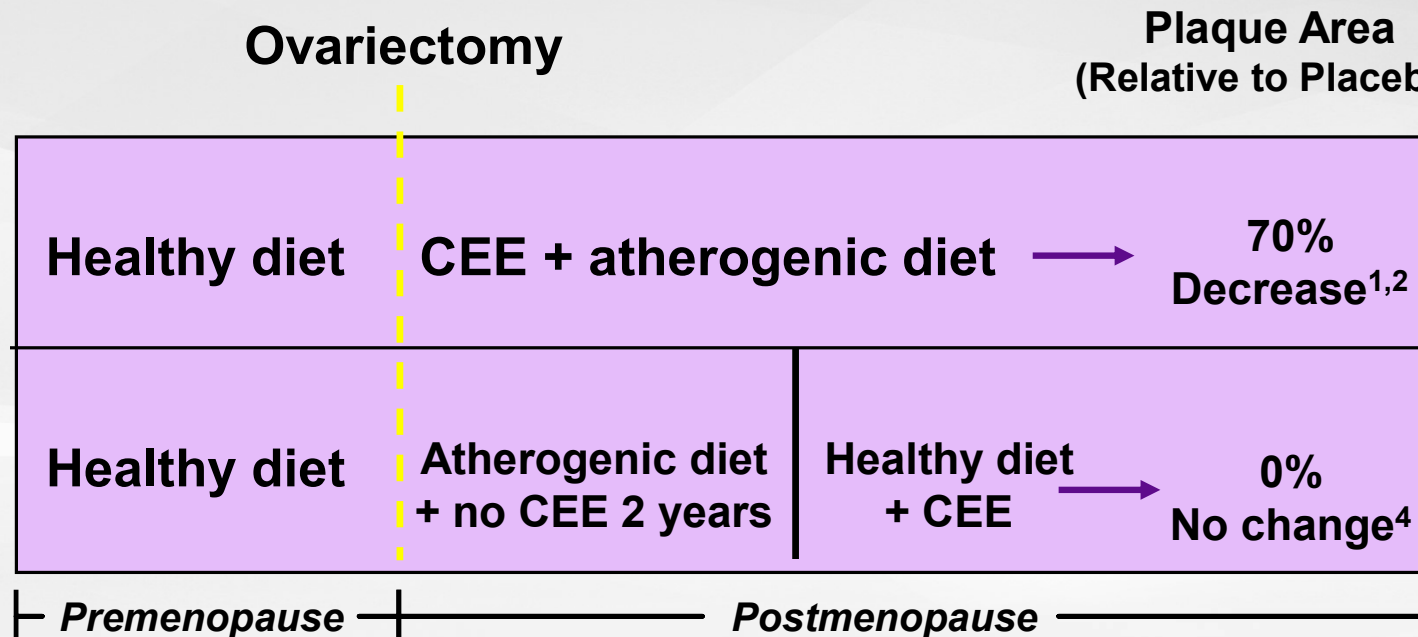 Ovariectomy
Plaque Area
(Relative to Placeb
Healthy diet
CEE + atherogenic diet
70%
Decrease1,2
Healthy diet
Atherogenic diet
+ no CEE 2 years
Healthy diet
+ CEE
0%
No change4
Premenopause
Postmenopause